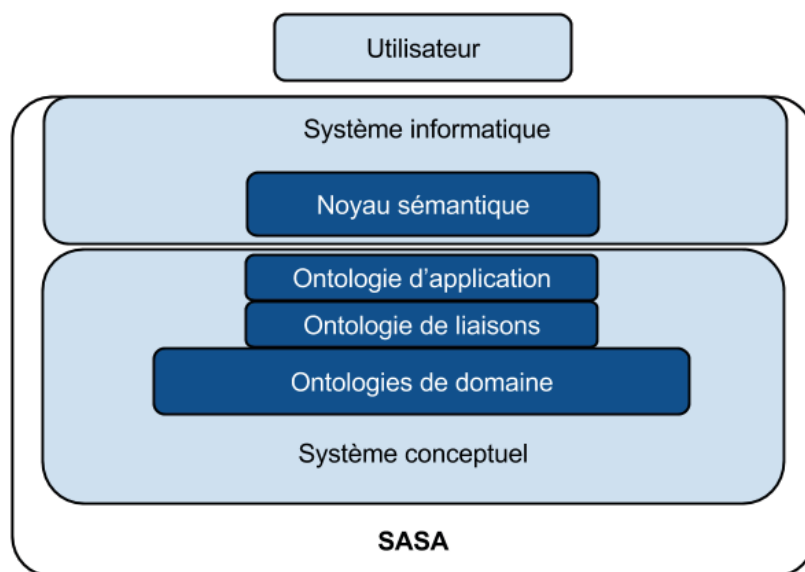 Utilisateur
Système informatique
Noyau sémantique
Ontologie d’application
Ontologie de liaisons
Ontologies de domaine
Système conceptuel
SASA